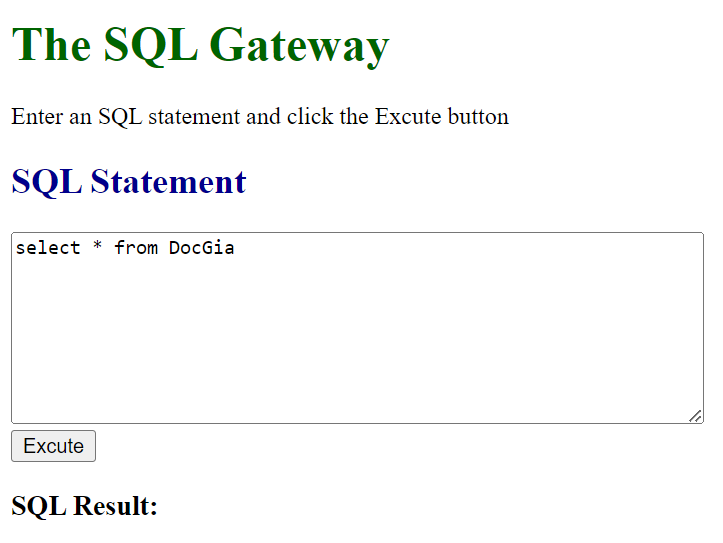 The SQL Gateway
Enter an SQL statement and click the Excute button
SQL Statement
select * from DocGia
Excute
SQL Result: